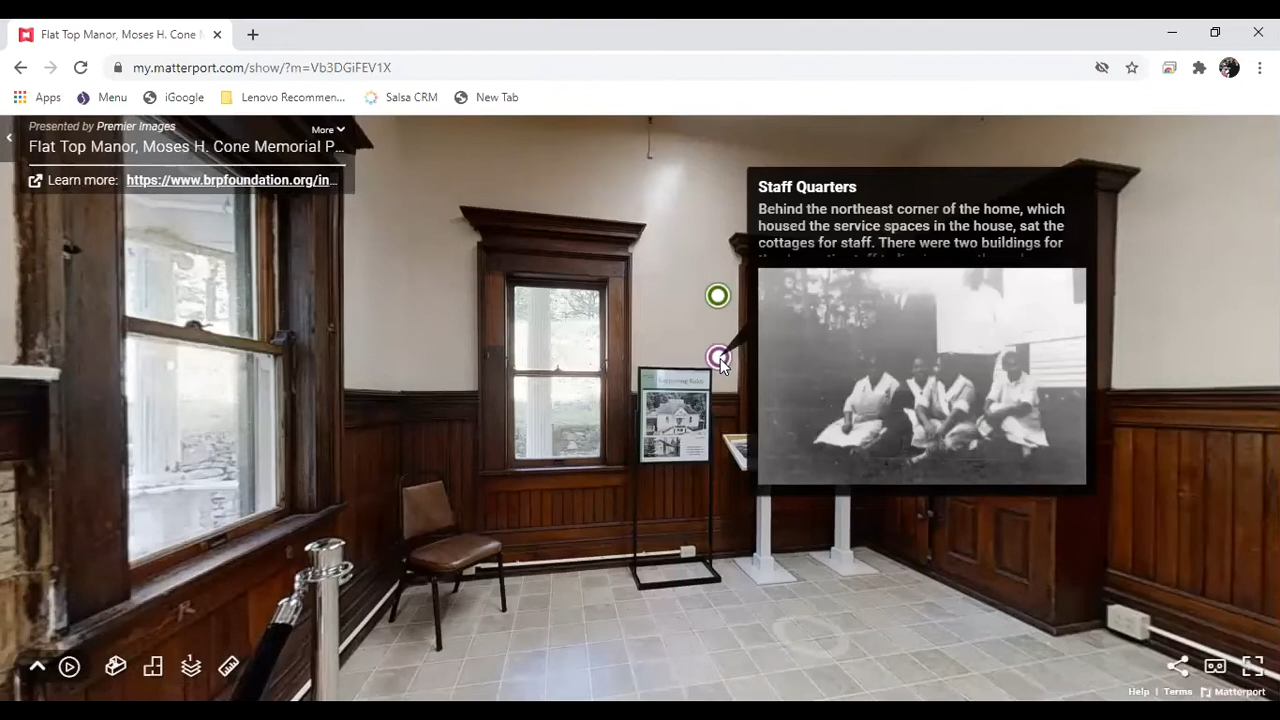 Flat Top Manor, Moses H. Cone M
my.matterport.com/show/?m=Vb3DGiFEV1X
Apps
Menu
iGoogle
Lenovo Recommen...
Salsa CRM
New Tab
Presented by Premier Images
More
Flat Top Manor, Moses H. Cone Memorial P...
Learn more: https://www.brpfoundation.org/in...
Staff Quarters
Behind the northeast corner of the home, which
housed the service spaces in the house, sat the
cottages for staff. There were two buildings for
1
Help | Terms | Matterport